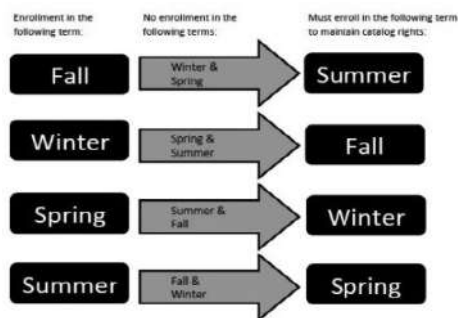 Enrollment in the
following term:
No enrollment in the
following terms:
Must enroll in the following term
to maintain catalog rights:
Fall
Winter &
Spring
Summer
Winter
Spring &
Summer
Fall
Spring
Summer &
Fall
Winter
Summer
Fall &
Winter
Spring